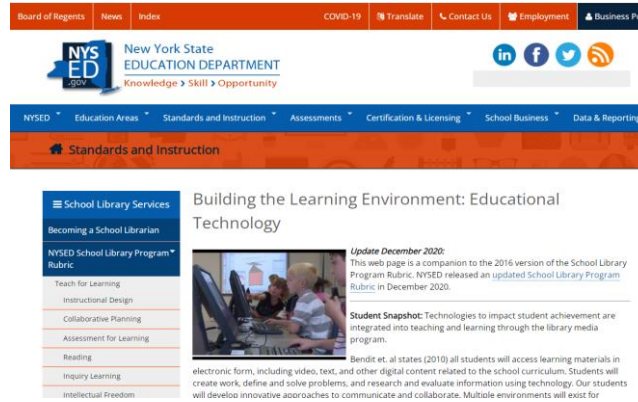 Board of Regents News Index COVID-19 Translate Contact Us Employment Business
NYS
ED
.gov
New York State
EDUCATION DEPARTMENT
Knowledge > Skill > Opportunity
NYSED Education Areas Standards and Instruction Assessments Certification & Licensing School Business Data & Reporting
Standards and Instruction
School Library Services
Becoming a School Librarian
NYSED School Library Program
Rubric
Teach for Learning
Instructional Design
Collaborative Planning
Assessment for Learning
Reading
Inquiry Learning
Intellectual Freedom
Building the Learning Environment: Educational
Technology
Update December 2020:
This web page is a companion to the 2016 version of the School Library
Program Rubric. NYSED released an updated School Library Program
Rubric in December 2020.
Student Snapshot: Technologies to impact student achievement are
integrated into teaching and learning through the library media
program.
Bendit et. al states (2010) all students will access learning materials in
electronic form, including video, text, and other digital content related to the school curriculum. Students will
create work, define and solve problems, and research and evaluate information using technology. Our students
will develop innovative approaches to communicate and collaborate. Multiple environments will exist for